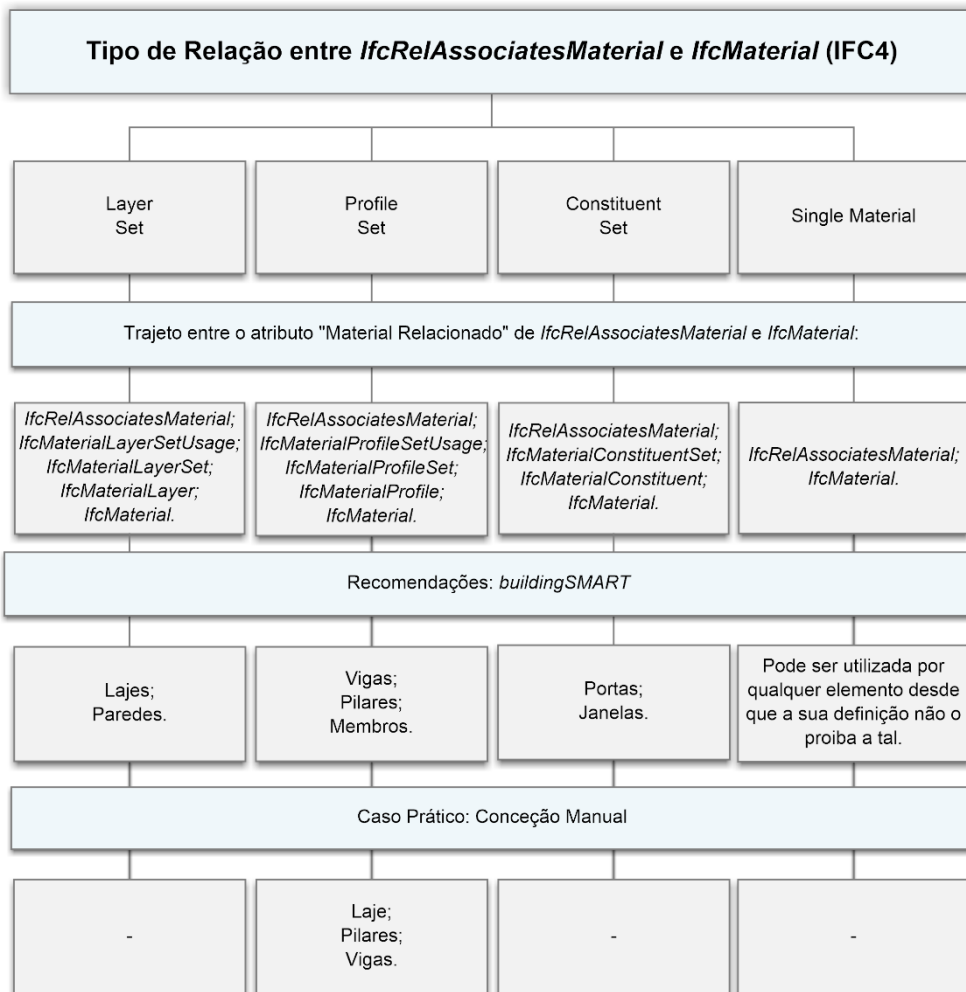 Tipo de Relação entre IfcRelAssociatesMaterial e IfcMaterial (IFC4)
Layer
Set
Profile
Set
Constituent
Set
Single Material
Trajeto entre o atributo "Material Relacionado" de IfcRelAssociatesMaterial e IfcMaterial:
IfcRelAssociatesMaterial;
IfcMaterialLayerSetUsage;
IfcMaterialLayerSet;
IfcMaterialLayer;
IfcMaterial.
IfcRelAssociatesMaterial;
IfcMaterialProfileSetUsage;
IfcMaterialProfileSet;
IfcMaterialProfile;
IfcMaterial.
IfcRelAssociatesMaterial;
IfcMaterialConstituentSet;
IfcMaterialConstituent;
IfcMaterial.
IfcRelAssociatesMaterial;
IfcMaterial.
Recomendações: buildingSMART
Lajes;
Paredes.
Vigas;
Pilares;
Membros.
Portas;
Janelas.
Pode ser utilizada por
qualquer elemento desde
que a sua definição não o
proiba a tal.
Caso Prático: Conceção Manual
-
Laje;
Pilares;
Vigas.
-
-